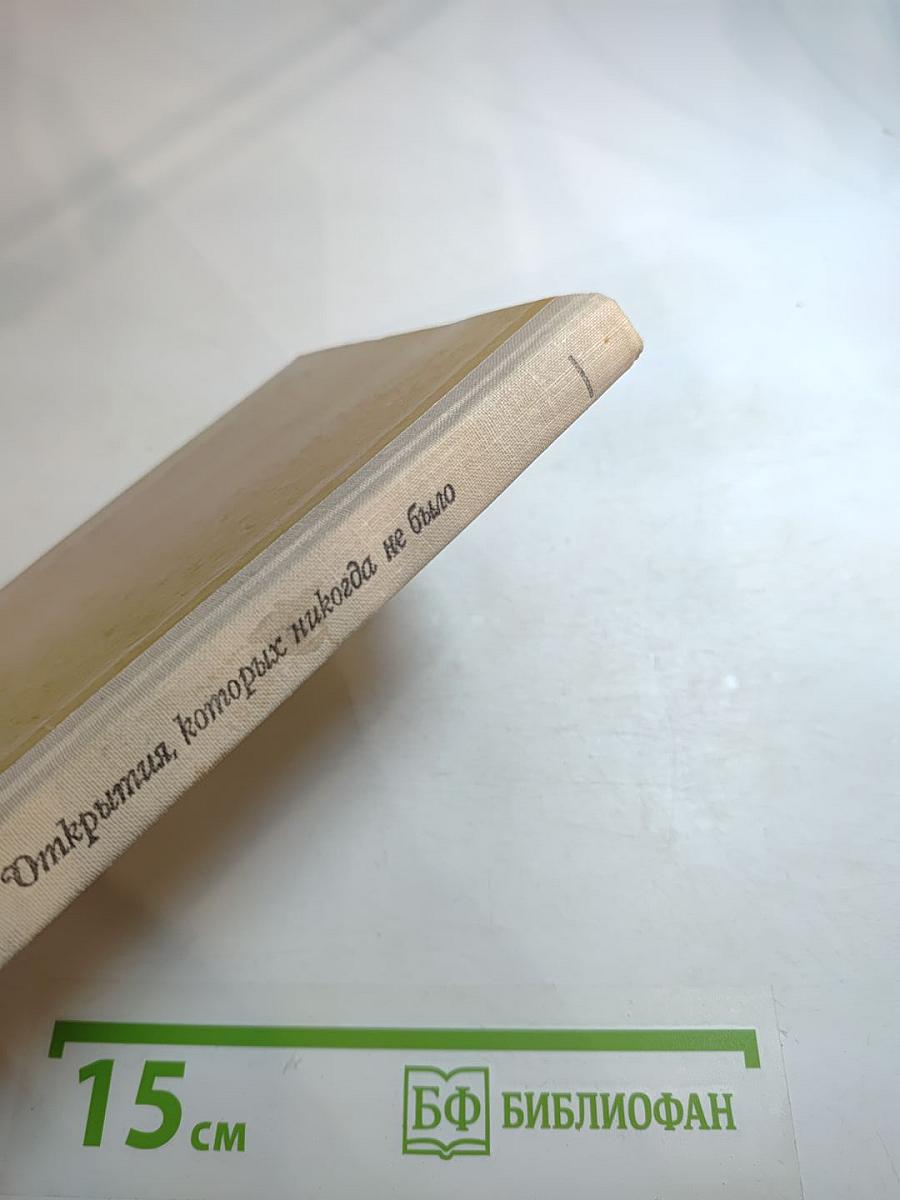 Открытия, которых никогда не было
15 см
БФ БИБЛИОФАН